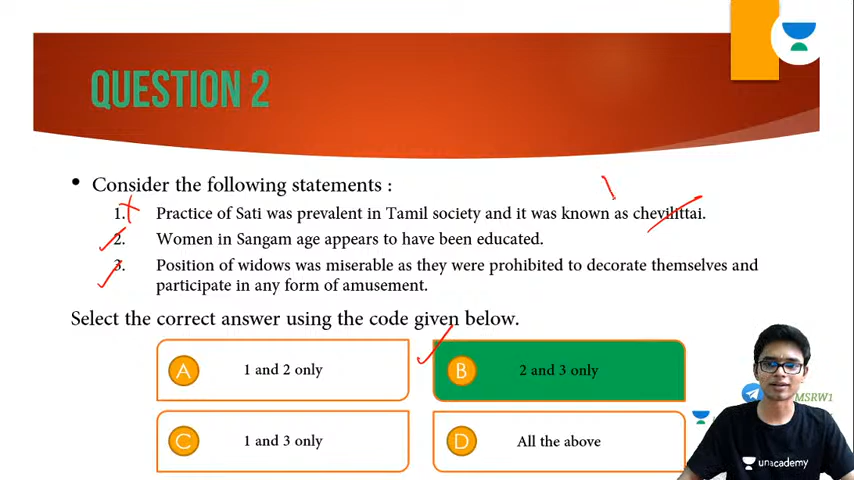 QUESTION 2
• Consider the following statements :
1. Practice of Sati was prevalent in Tamil society and it was known as chevilittai.
2. Women in Sangam age appears to have been educated.
3. Position of widows was miserable as they were prohibited to decorate themselves and
participate in any form of amusement.
Select the correct answer using the code given below.
A 1 and 2 only
B 2 and 3 only
C 1 and 3 only
D All the above
MSRW1
unacademy